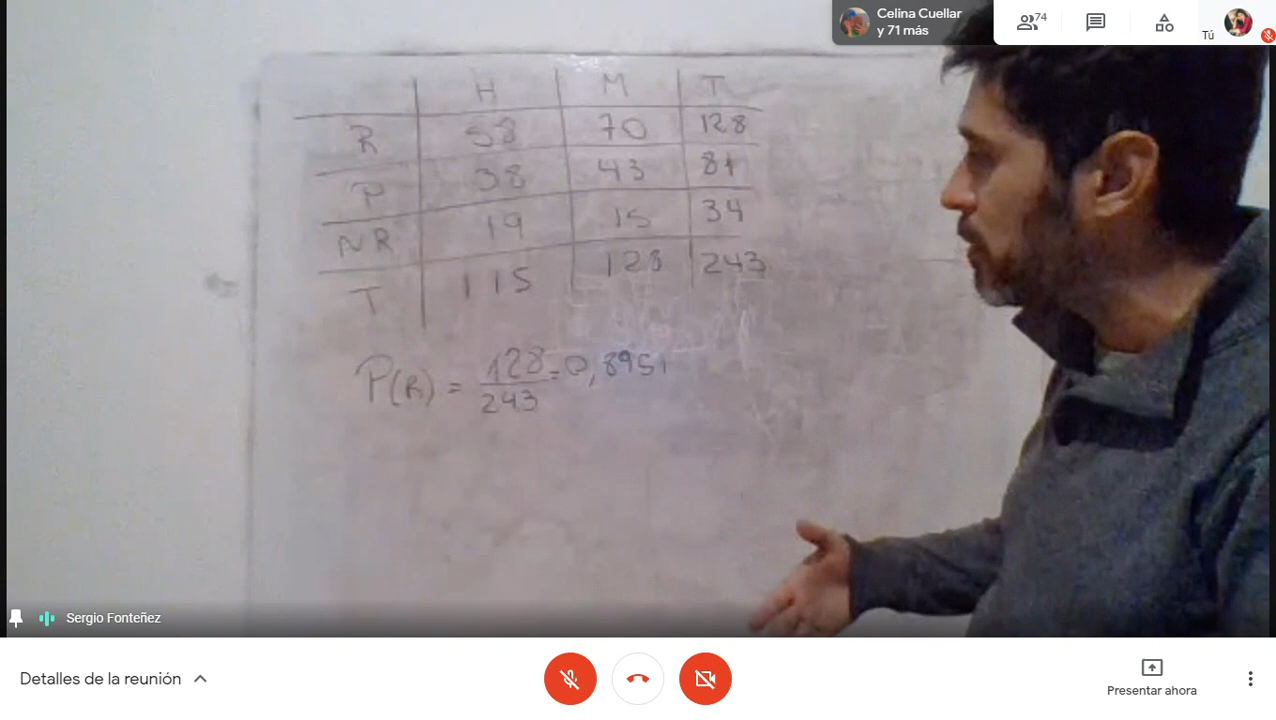 Celina Cuellar
y 71 más
74
Tú
H M T
R 58 70 128
P 38 43 81
NR 19 15 34
T 115 128 243
P(R) = 128/243 = 0,8951
Sergio Fonteñez
Detalles de la reunión
Presentar ahora